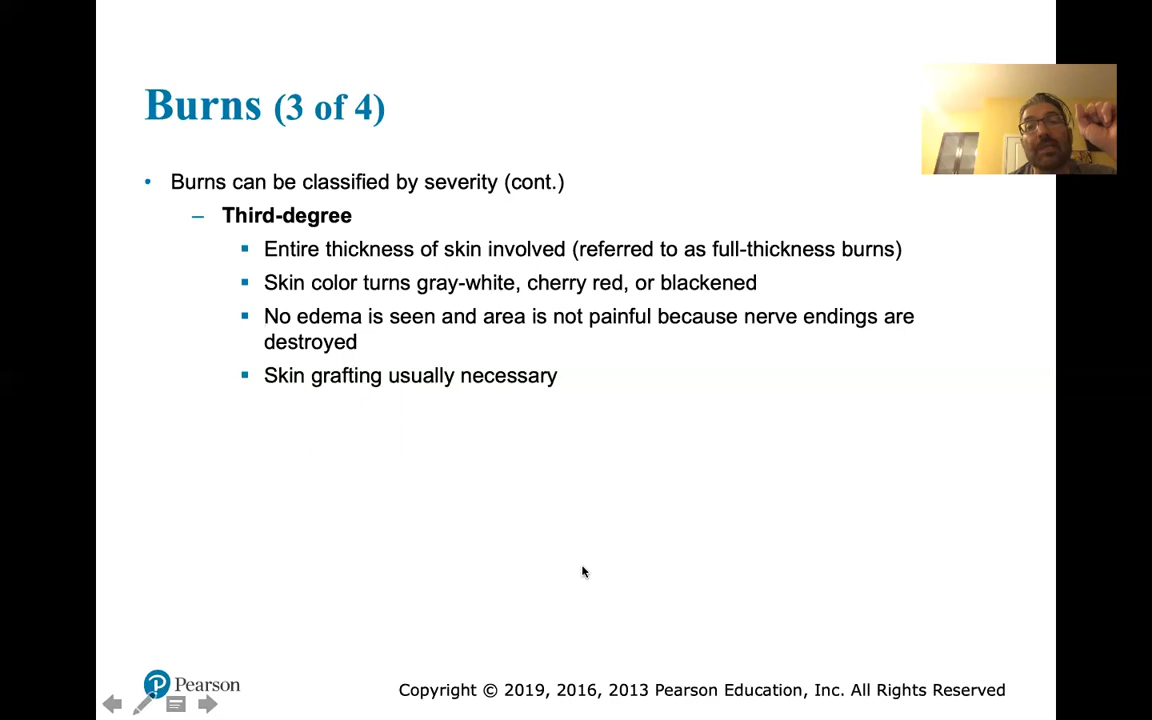 Burns (3 of 4)
• Burns can be classified by severity (cont.)
– Third-degree
▪ Entire thickness of skin involved (referred to as full-thickness burns)
▪ Skin color turns gray-white, cherry red, or blackened
▪ No edema is seen and area is not painful because nerve endings are
destroyed
▪ Skin grafting usually necessary
Pearson
Copyright © 2019, 2016, 2013 Pearson Education, Inc. All Rights Reserved